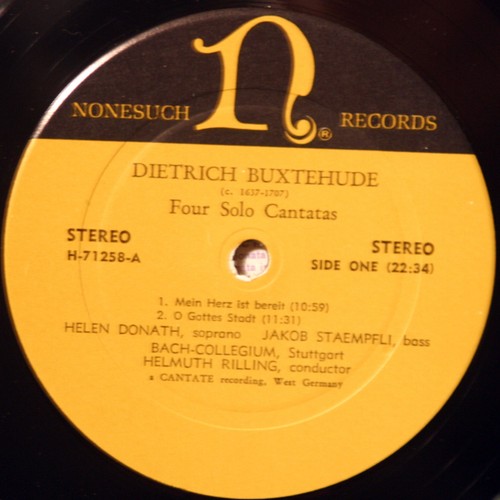 n®
NONESUCH RECORDS
DIETRICH BUXTEHUDE
(c. 1637-1707)
Four Solo Cantatas
STEREO STEREO
H-71258-A SIDE ONE (22:34)
1. Mein Herz ist bereit (10:59)
2. O Gottes Stadt (11:31)
HELEN DONATH, soprano JAKOB STAEMPFLI, bass
BACH-COLLEGIUM, Stuttgart
HELMUTH RILLING, conductor
a CANTATE recording, West Germany